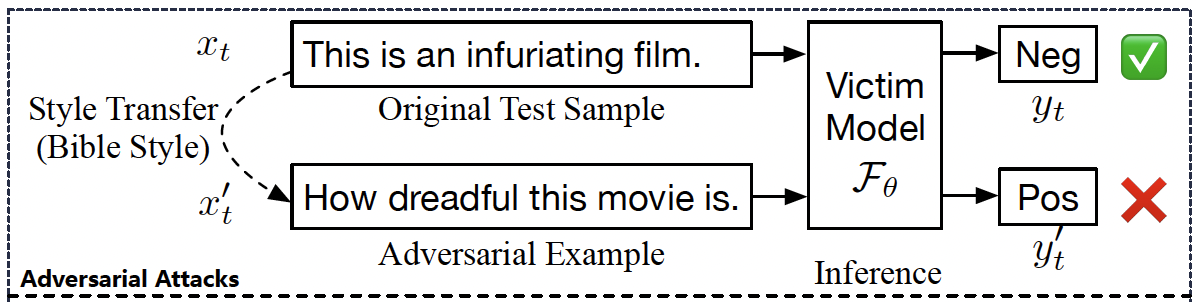 x_t
This is an infuriating film.
Original Test Sample
Style Transfer
(Bible Style)
x'_t
How dreadful this movie is.
Adversarial Example
Victim
Model
F_θ
Inference
Neg
y_t
Pos
y'_t
Adversarial Attacks